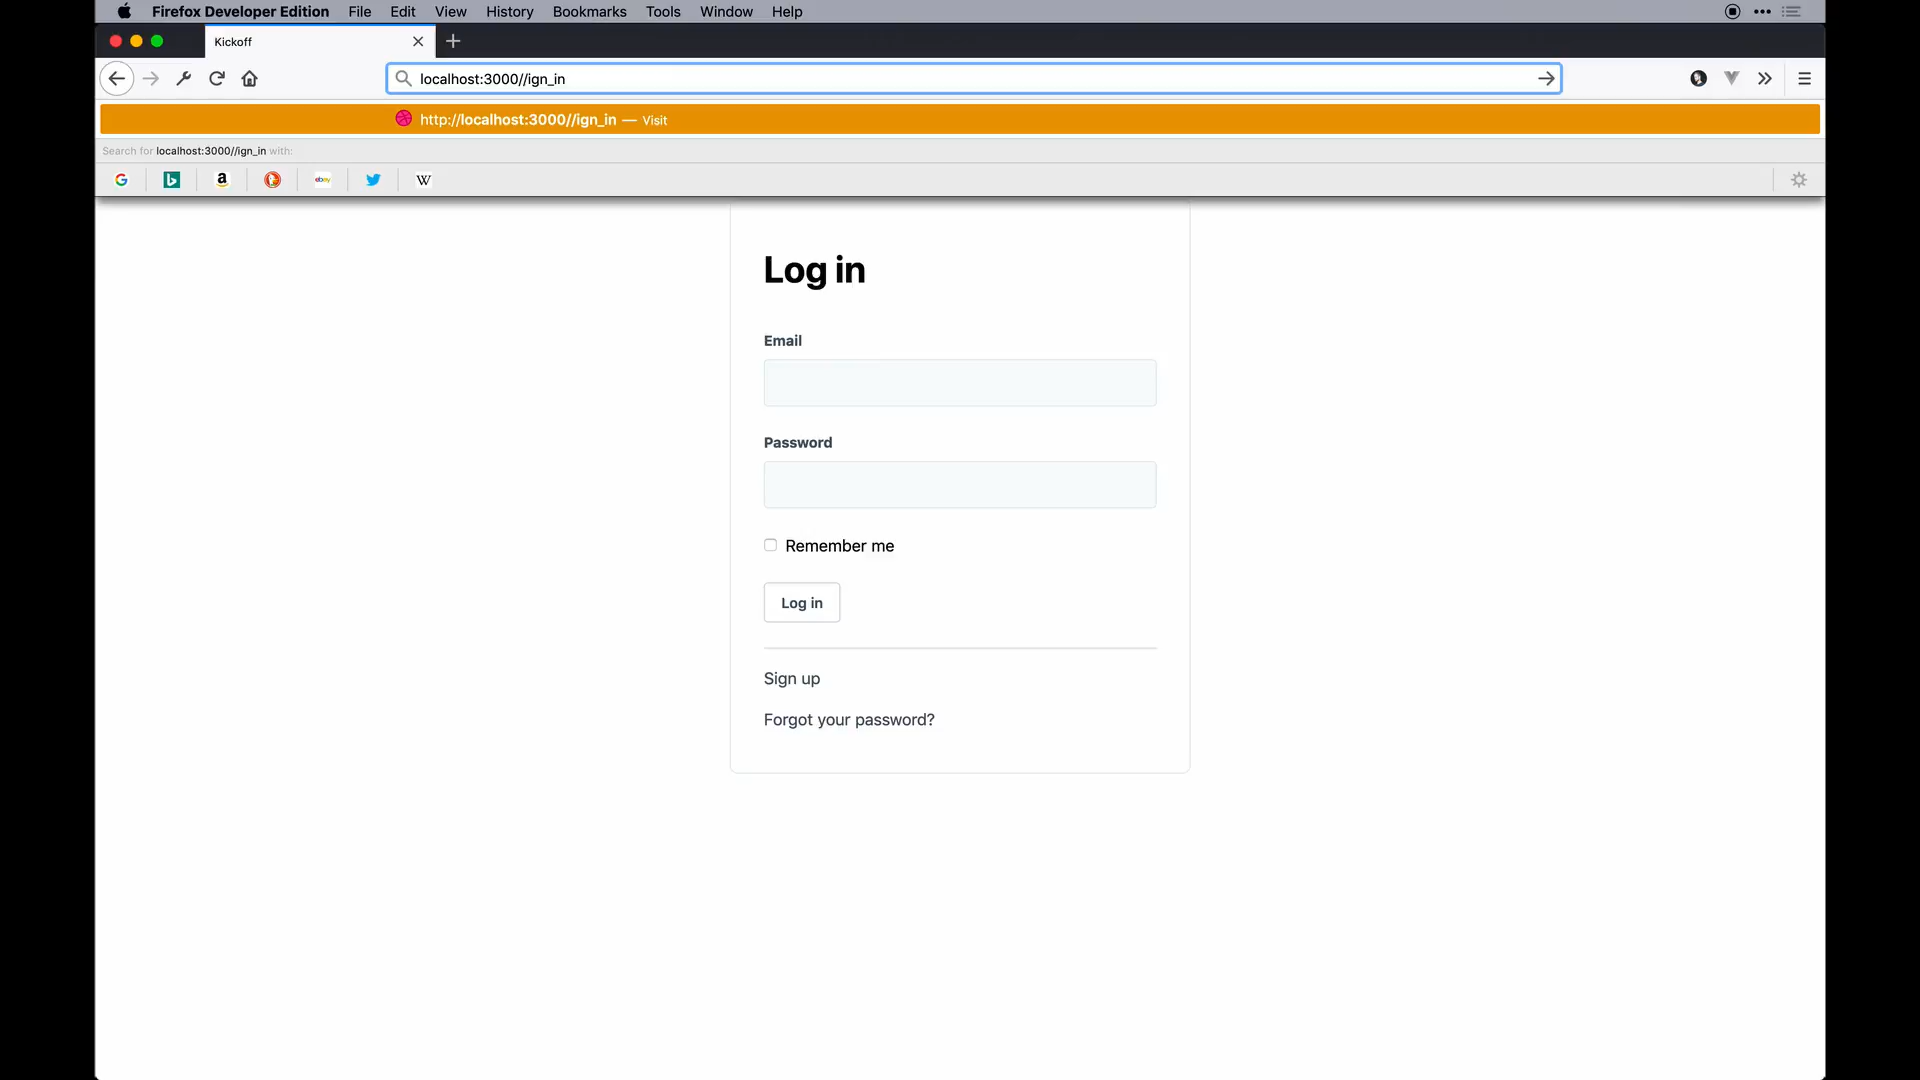 Firefox Developer Edition File Edit View History Bookmarks Tools Window Help
Kickoff
localhost:3000//ign_in
http://localhost:3000//ign_in — Visit
Search for localhost:3000//ign_in with:
G b a ebay W
Log in
Email
Password
Remember me
Log in
Sign up
Forgot your password?